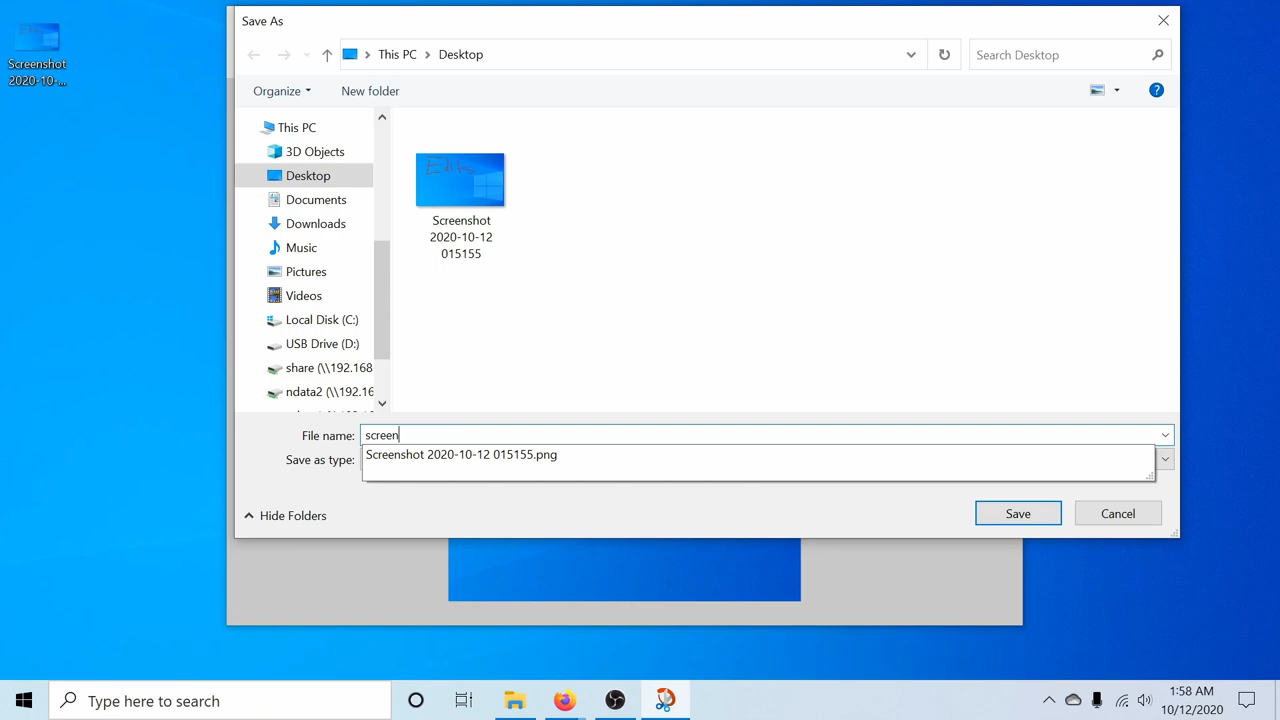 Save As
Screenshot
2020-10-...
This PC
Desktop
Search Desktop
Organize
New folder
This PC
3D Objects
Desktop
Documents
Downloads
Music
Pictures
Videos
Local Disk (C:)
USB Drive (D:)
share (\\192.168
ndata2 (\\192.16
Edit
Screenshot
2020-10-12
015155
File name:
screen
Save as type:
Screenshot 2020-10-12 015155.png
Hide Folders
Save
Cancel
Type here to search
1:58 AM
10/12/2020